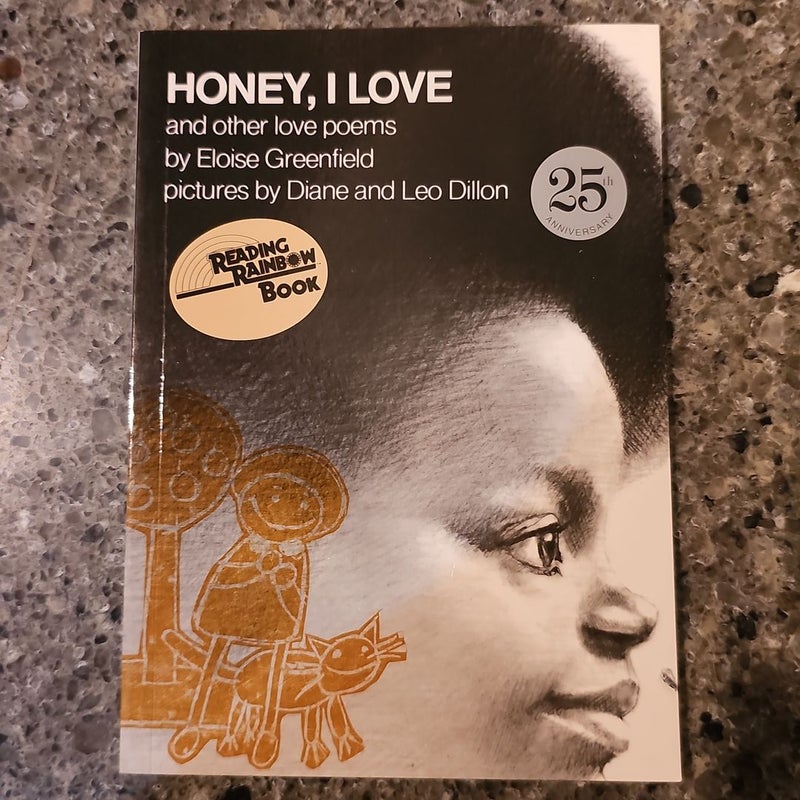 HONEY, I LOVE
and other love poems
by Eloise Greenfield
pictures by Diane and Leo Dillon
25th
ANNIVERSARY
READING
RAINBOW
BOOK